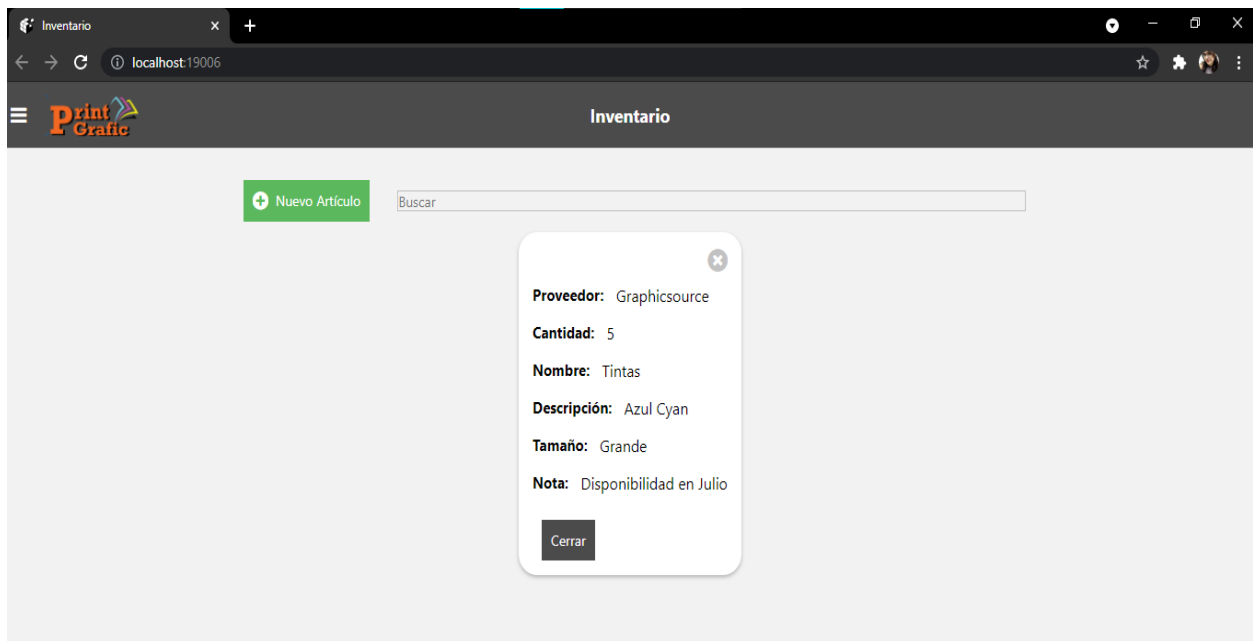 Inventario
localhost:19006
Print
Grafic
Inventario
Nuevo Artículo
Buscar
Proveedor: Graphicsource
Cantidad: 5
Nombre: Tintas
Descripción: Azul Cyan
Tamaño: Grande
Nota: Disponibilidad en Julio
Cerrar